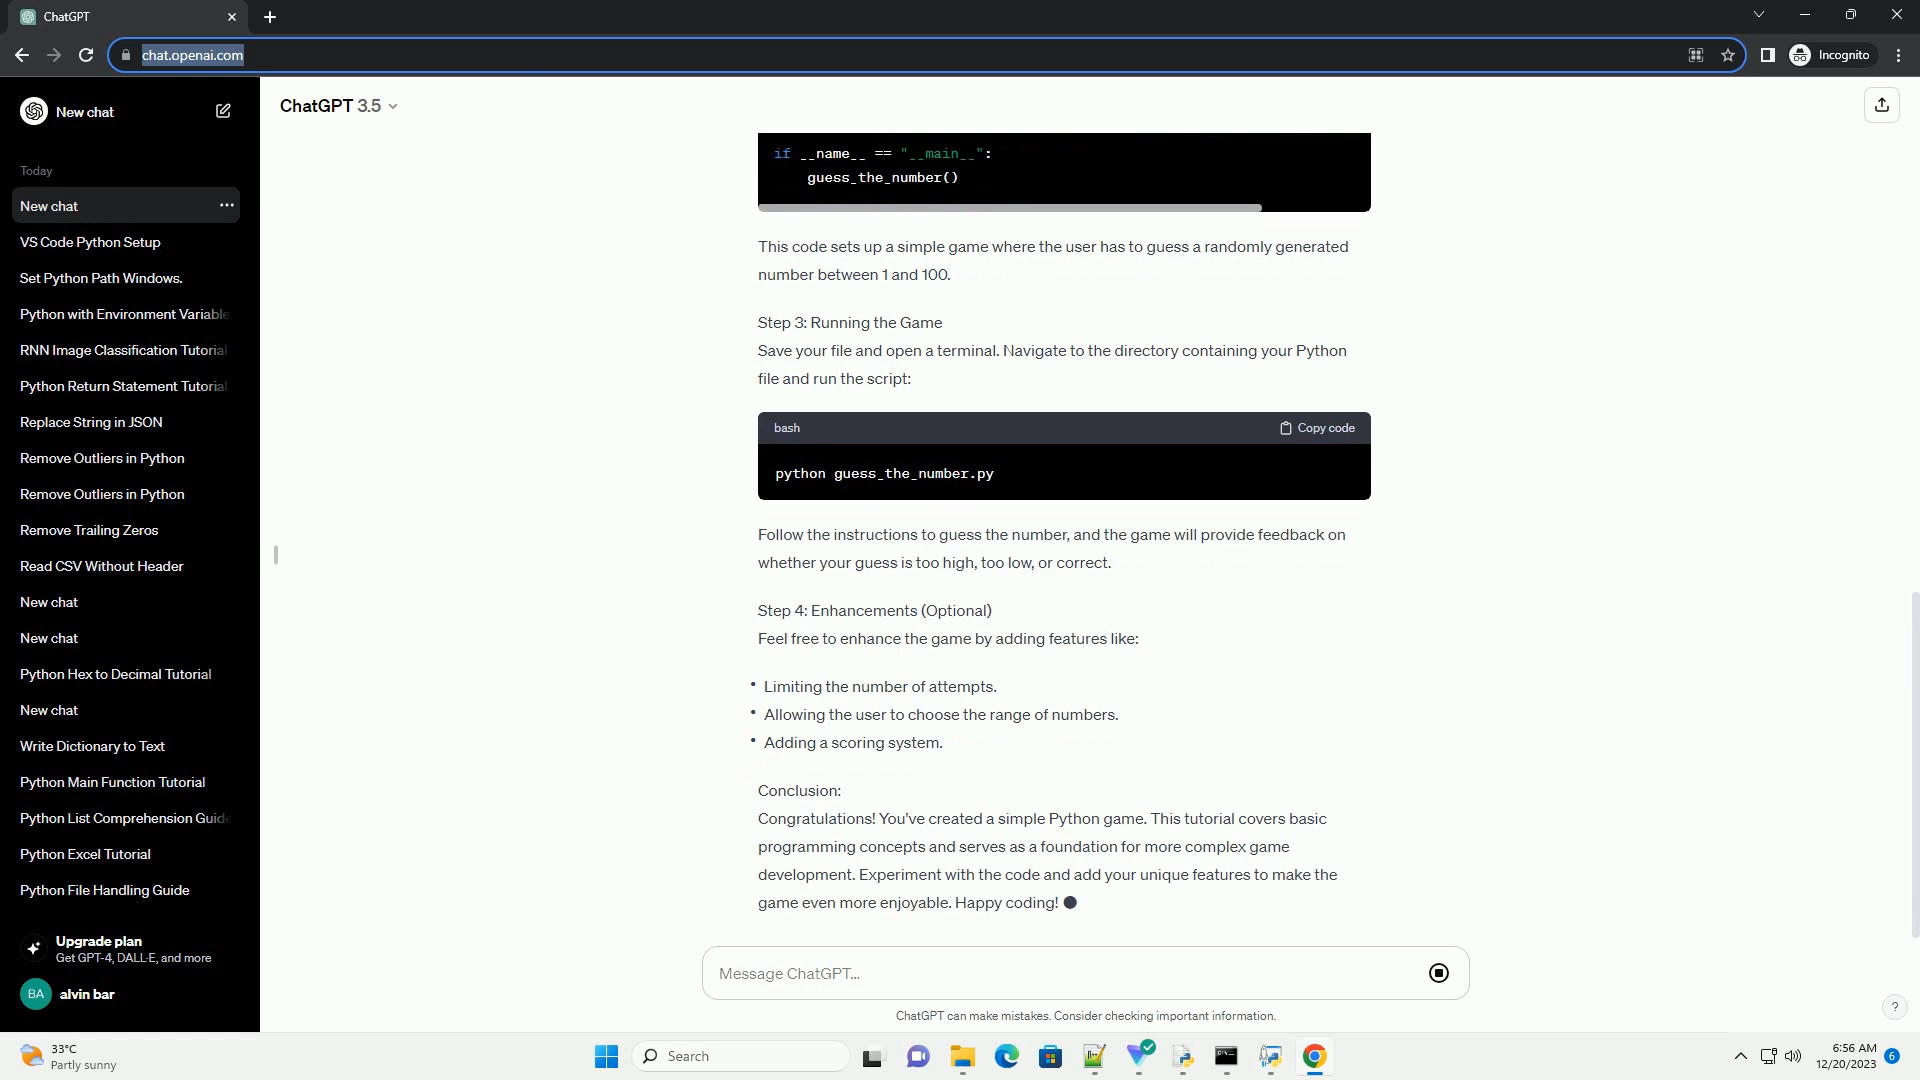 ChatGPT
chat.openai.com
Incognito
New chat
Today
New chat
VS Code Python Setup
Set Python Path Windows.
Python with Environment Variable
RNN Image Classification Tutorial
Python Return Statement Tutorial
Replace String in JSON
Remove Outliers in Python
Remove Outliers in Python
Remove Trailing Zeros
Read CSV Without Header
New chat
New chat
Python Hex to Decimal Tutorial
New chat
Write Dictionary to Text
Python Main Function Tutorial
Python List Comprehension Guide
Python Excel Tutorial
Python File Handling Guide
Upgrade plan
Get GPT-4, DALL·E, and more
BA alvin bar
ChatGPT 3.5
if __name__ == "__main__":
guess_the_number()
This code sets up a simple game where the user has to guess a randomly generated
number between 1 and 100.
Step 3: Running the Game
Save your file and open a terminal. Navigate to the directory containing your Python
file and run the script:
bash Copy code
python guess_the_number.py
Follow the instructions to guess the number, and the game will provide feedback on
whether your guess is too high, too low, or correct.
Step 4: Enhancements (Optional)
Feel free to enhance the game by adding features like:
• Limiting the number of attempts.
• Allowing the user to choose the range of numbers.
• Adding a scoring system.
Conclusion:
Congratulations! You've created a simple Python game. This tutorial covers basic
programming concepts and serves as a foundation for more complex game
development. Experiment with the code and add your unique features to make the
game even more enjoyable. Happy coding!
Message ChatGPT...
ChatGPT can make mistakes. Consider checking important information.
?
33°C
Partly sunny
Search
6:56 AM
12/20/2023
6